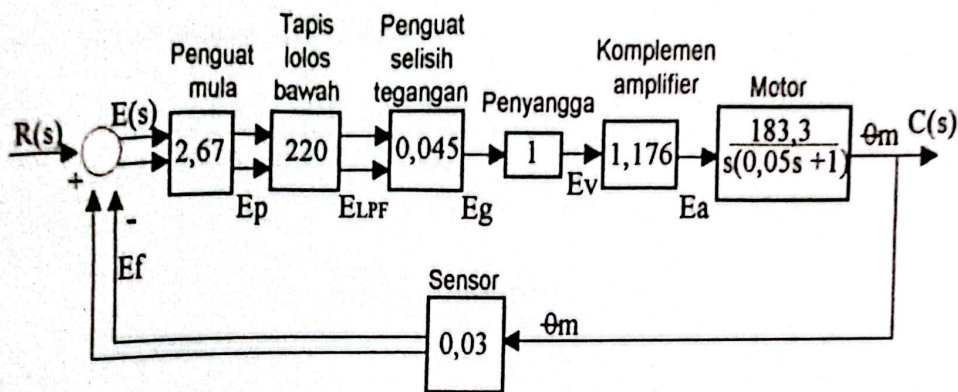 Penguat
mula
Tapis
lolos
bawah
Penguat
selisih
tegangan
Penyangga
Komplemen
amplifier
Motor
R(s)
E(s)
2,67
220
0,045
1
1,176
183,3
s(0,05s +1)
θm
C(s)
+
-
Ep
ELPF
Eg
Ev
Ea
Ef
Sensor
0,03
θm